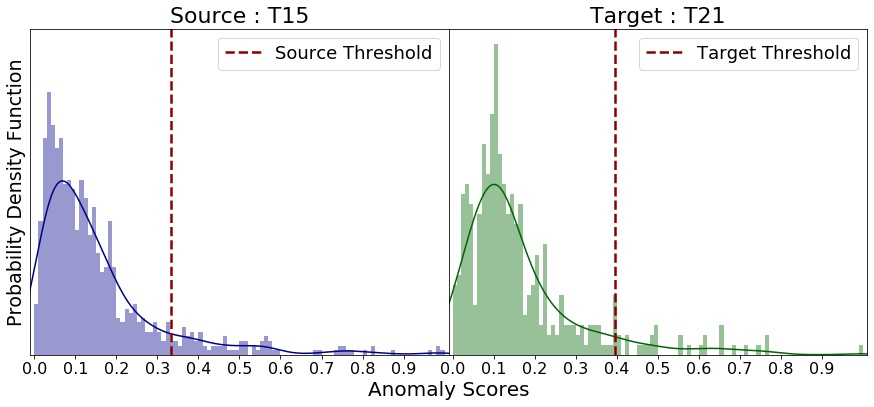 Source : T15
Target : T21
Source Threshold
Target Threshold
Probability Density Function
0.0 0.1 0.2 0.3 0.4 0.5 0.6 0.7 0.8 0.9 0.0 0.1 0.2 0.3 0.4 0.5 0.6 0.7 0.8 0.9
Anomaly Scores